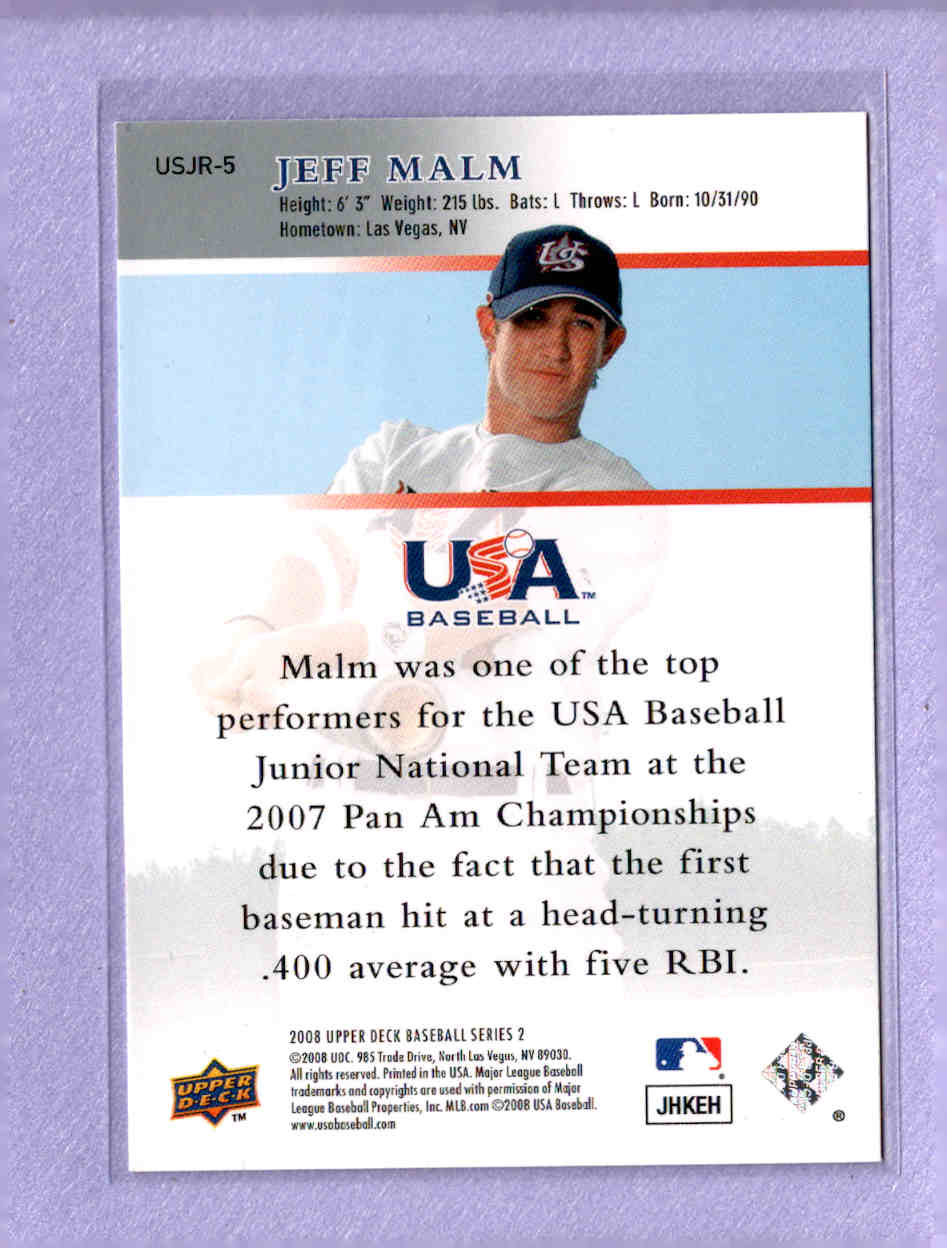 USJR-5 JEFF MALM
Height: 6' 3" Weight: 215 lbs. Bats: L Throws: L Born: 10/31/90
Hometown: Las Vegas, NV
US
USA™
BASEBALL
Malm was one of the top
performers for the USA Baseball
Junior National Team at the
2007 Pan Am Championships
due to the fact that the first
baseman hit at a head-turning
.400 average with five RBI.
2008 UPPER DECK BASEBALL SERIES 2
©2008 UDC. 985 Trade Drive, North Las Vegas, NV 89030.
All rights reserved. Printed in the USA. Major League Baseball
trademarks and copyrights are used with permission of Major
League Baseball Properties, Inc. MLB.com ©2008 USA Baseball.
www.usabaseball.com
UPPER
D·E·C·K
™
JHKEH
®